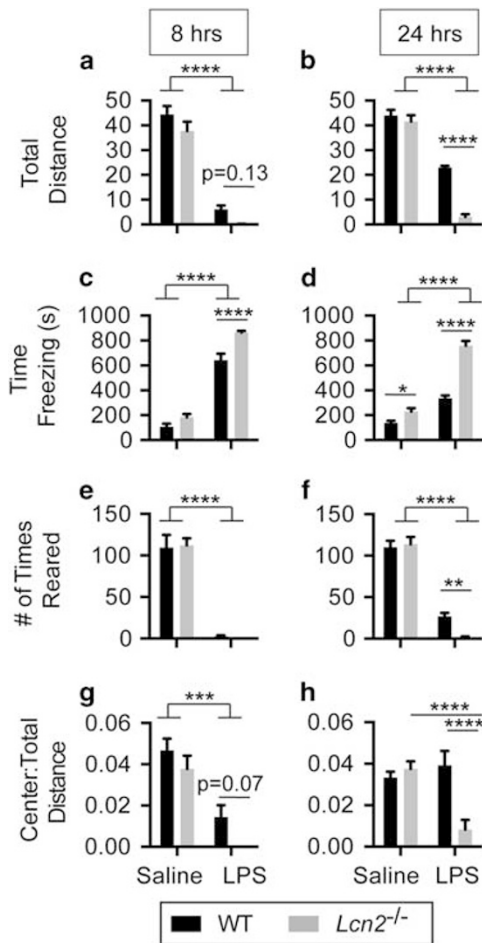 8 hrs 24 hrs
a b
**** ****
Total Distance
50 50
40 40
30 30
20 20
10 10
0 0
p=0.13 ****
c d
**** ****
Time Freezing (s)
1000 1000
800 800
600 600
400 400
200 200
0 0
**** * ****
e f
**** ****
# of Times Reared
150 150
100 100
50 50
0 0
**
g h
*** ****
Center:Total Distance
0.06 0.06
0.04 0.04
0.02 0.02
0.00 0.00
p=0.07 ****
Saline LPS Saline LPS
WT Lcn2-/-